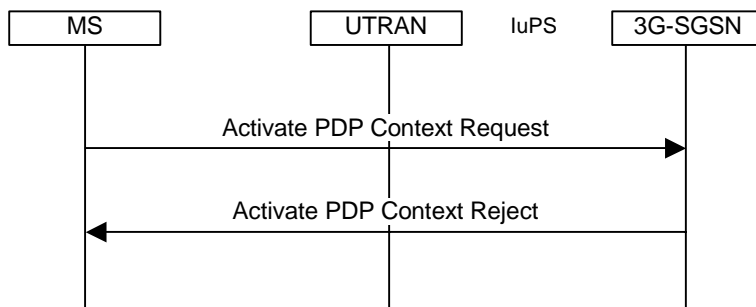 MS
UTRAN
IuPS
3G-SGSN
Activate PDP Context Request
Activate PDP Context Reject